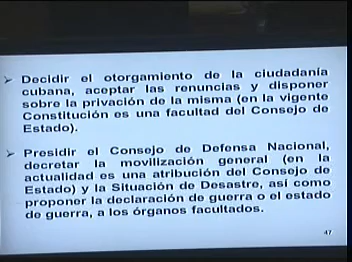 ➢ Decidir el otorgamiento de la ciudadanía
cubana, aceptar las renuncias y disponer
sobre la privación de la misma (en la vigente
Constitución es una facultad del Consejo de
Estado).
➢ Presidir el Consejo de Defensa Nacional,
decretar la movilización general (en la
actualidad es una atribución del Consejo de
Estado) y la Situación de Desastre, así como
proponer la declaración de guerra o el estado
de guerra, a los órganos facultados.
47